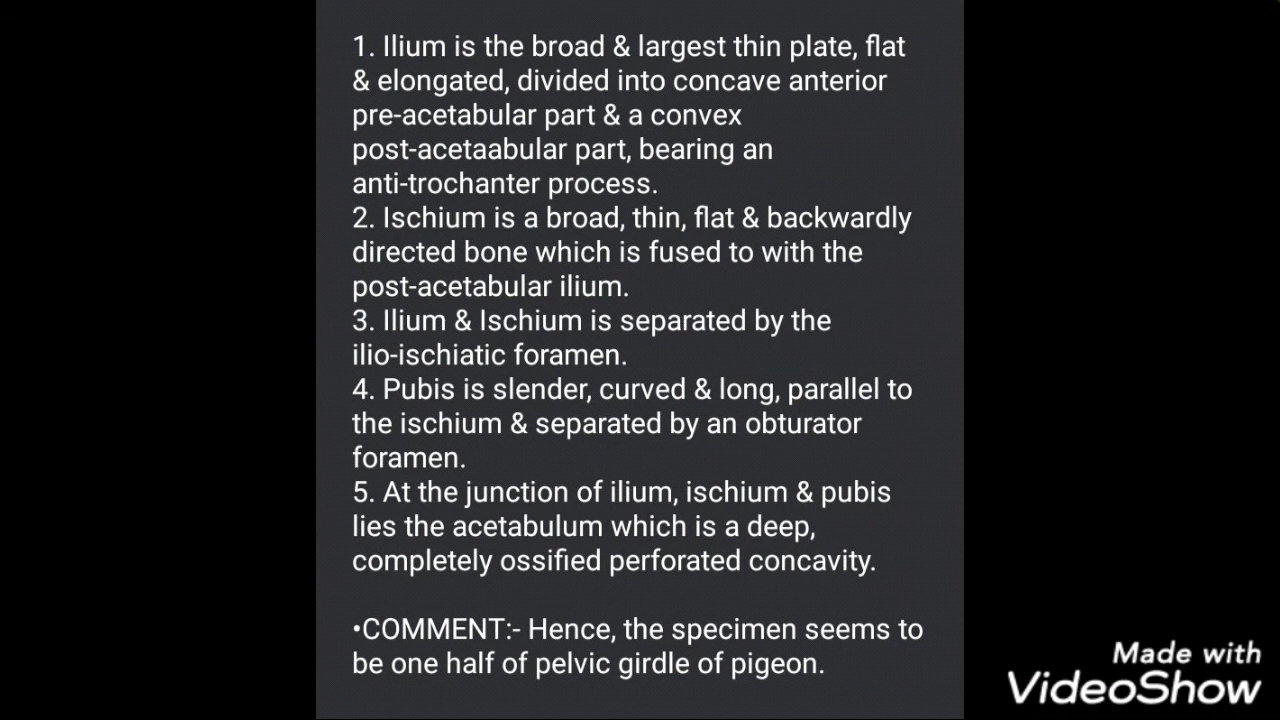 1. Ilium is the broad & largest thin plate, flat
& elongated, divided into concave anterior
pre-acetabular part & a convex
post-acetaabular part, bearing an
anti-trochanter process.
2. Ischium is a broad, thin, flat & backwardly
directed bone which is fused to with the
post-acetabular ilium.
3. Ilium & Ischium is separated by the
ilio-ischiatic foramen.
4. Pubis is slender, curved & long, parallel to
the ischium & separated by an obturator
foramen.
5. At the junction of ilium, ischium & pubis
lies the acetabulum which is a deep,
completely ossified perforated concavity.
•COMMENT:- Hence, the specimen seems to
be one half of pelvic girdle of pigeon.
Made with
VideoShow